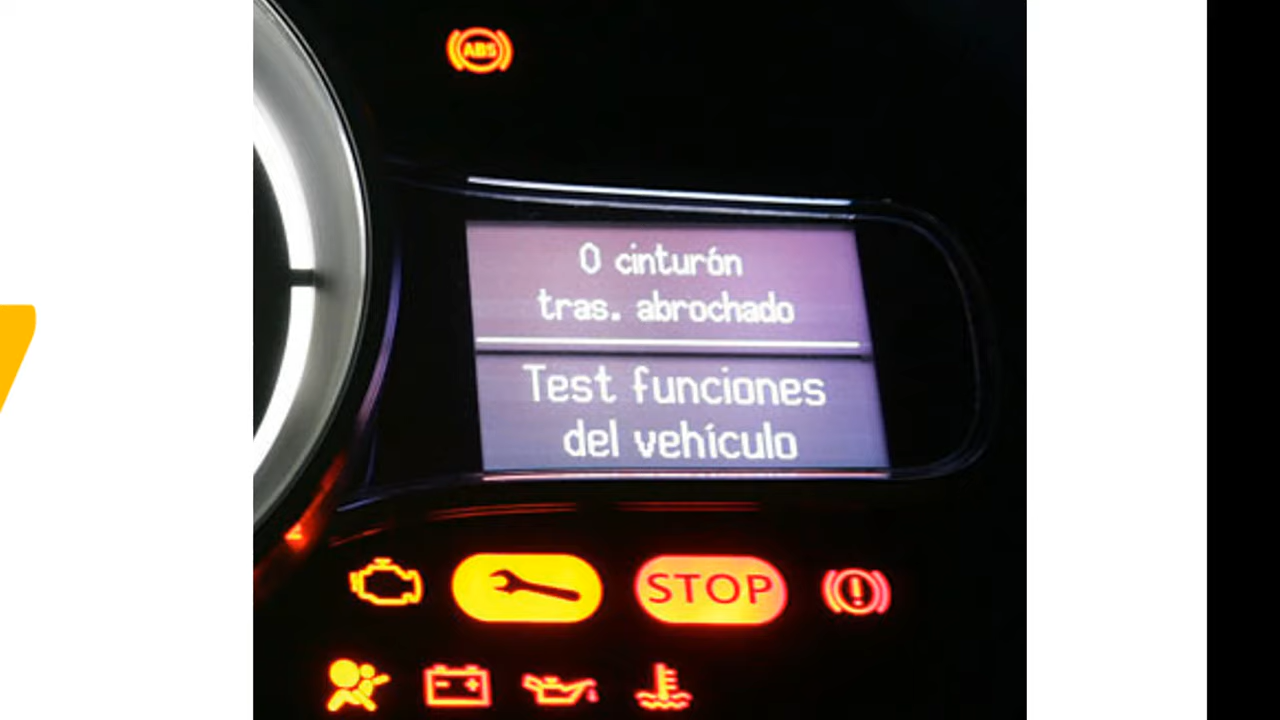 ABS
0 cinturón
tras. abrochado
Test funciones
del vehículo
STOP